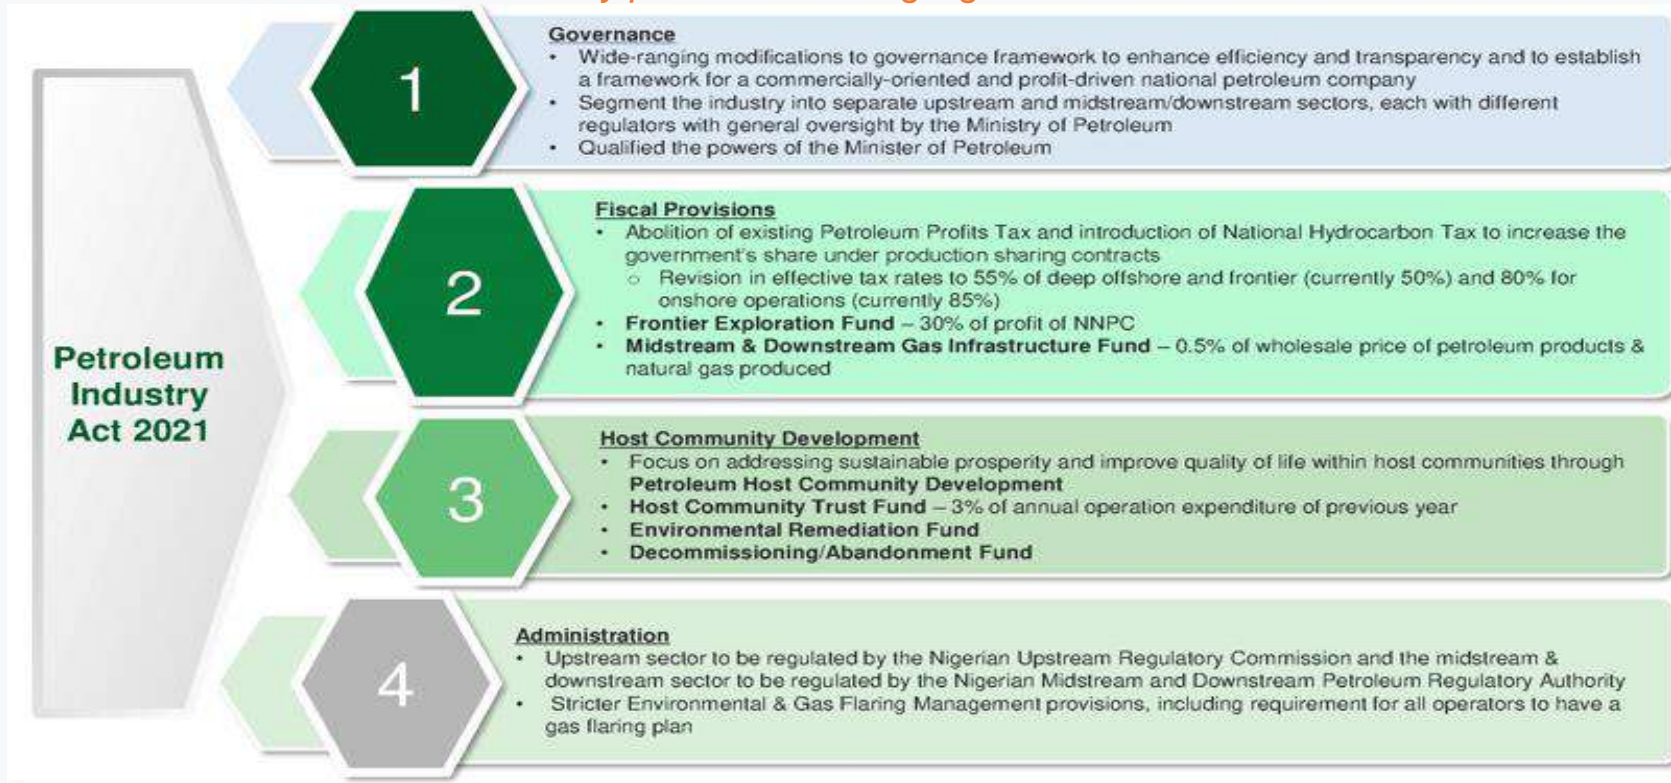 Petroleum
Industry
Act 2021
1
Governance
• Wide-ranging modifications to governance framework to enhance efficiency and transparency and to establish
a framework for a commercially-oriented and profit-driven national petroleum company
• Segment the industry into separate upstream and midstream/downstream sectors, each with different
regulators with general oversight by the Ministry of Petroleum
• Qualified the powers of the Minister of Petroleum
2
Fiscal Provisions
• Abolition of existing Petroleum Profits Tax and introduction of National Hydrocarbon Tax to increase the
government's share under production sharing contracts
○ Revision in effective tax rates to 55% of deep offshore and frontier (currently 50%) and 80% for
onshore operations (currently 85%)
• Frontier Exploration Fund – 30% of profit of NNPC
• Midstream & Downstream Gas Infrastructure Fund – 0.5% of wholesale price of petroleum products &
natural gas produced
3
Host Community Development
• Focus on addressing sustainable prosperity and improve quality of life within host communities through
Petroleum Host Community Development
• Host Community Trust Fund – 3% of annual operation expenditure of previous year
• Environmental Remediation Fund
• Decommissioning/Abandonment Fund
4
Administration
• Upstream sector to be regulated by the Nigerian Upstream Regulatory Commission and the midstream &
downstream sector to be regulated by the Nigerian Midstream and Downstream Petroleum Regulatory Authority
• Stricter Environmental & Gas Flaring Management provisions, including requirement for all operators to have a
gas flaring plan